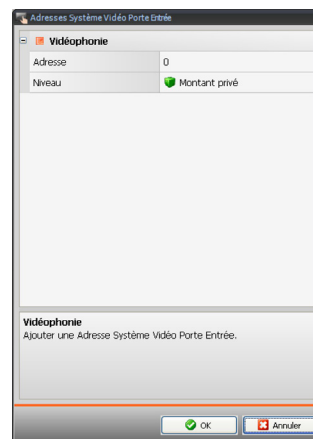 Adresses Système Vidéo Porte Entrée
Vidéophonie
Adresse 0
Niveau Montant privé
Vidéophonie
Ajouter une Adresse Système Vidéo Porte Entrée.
OK Annuler